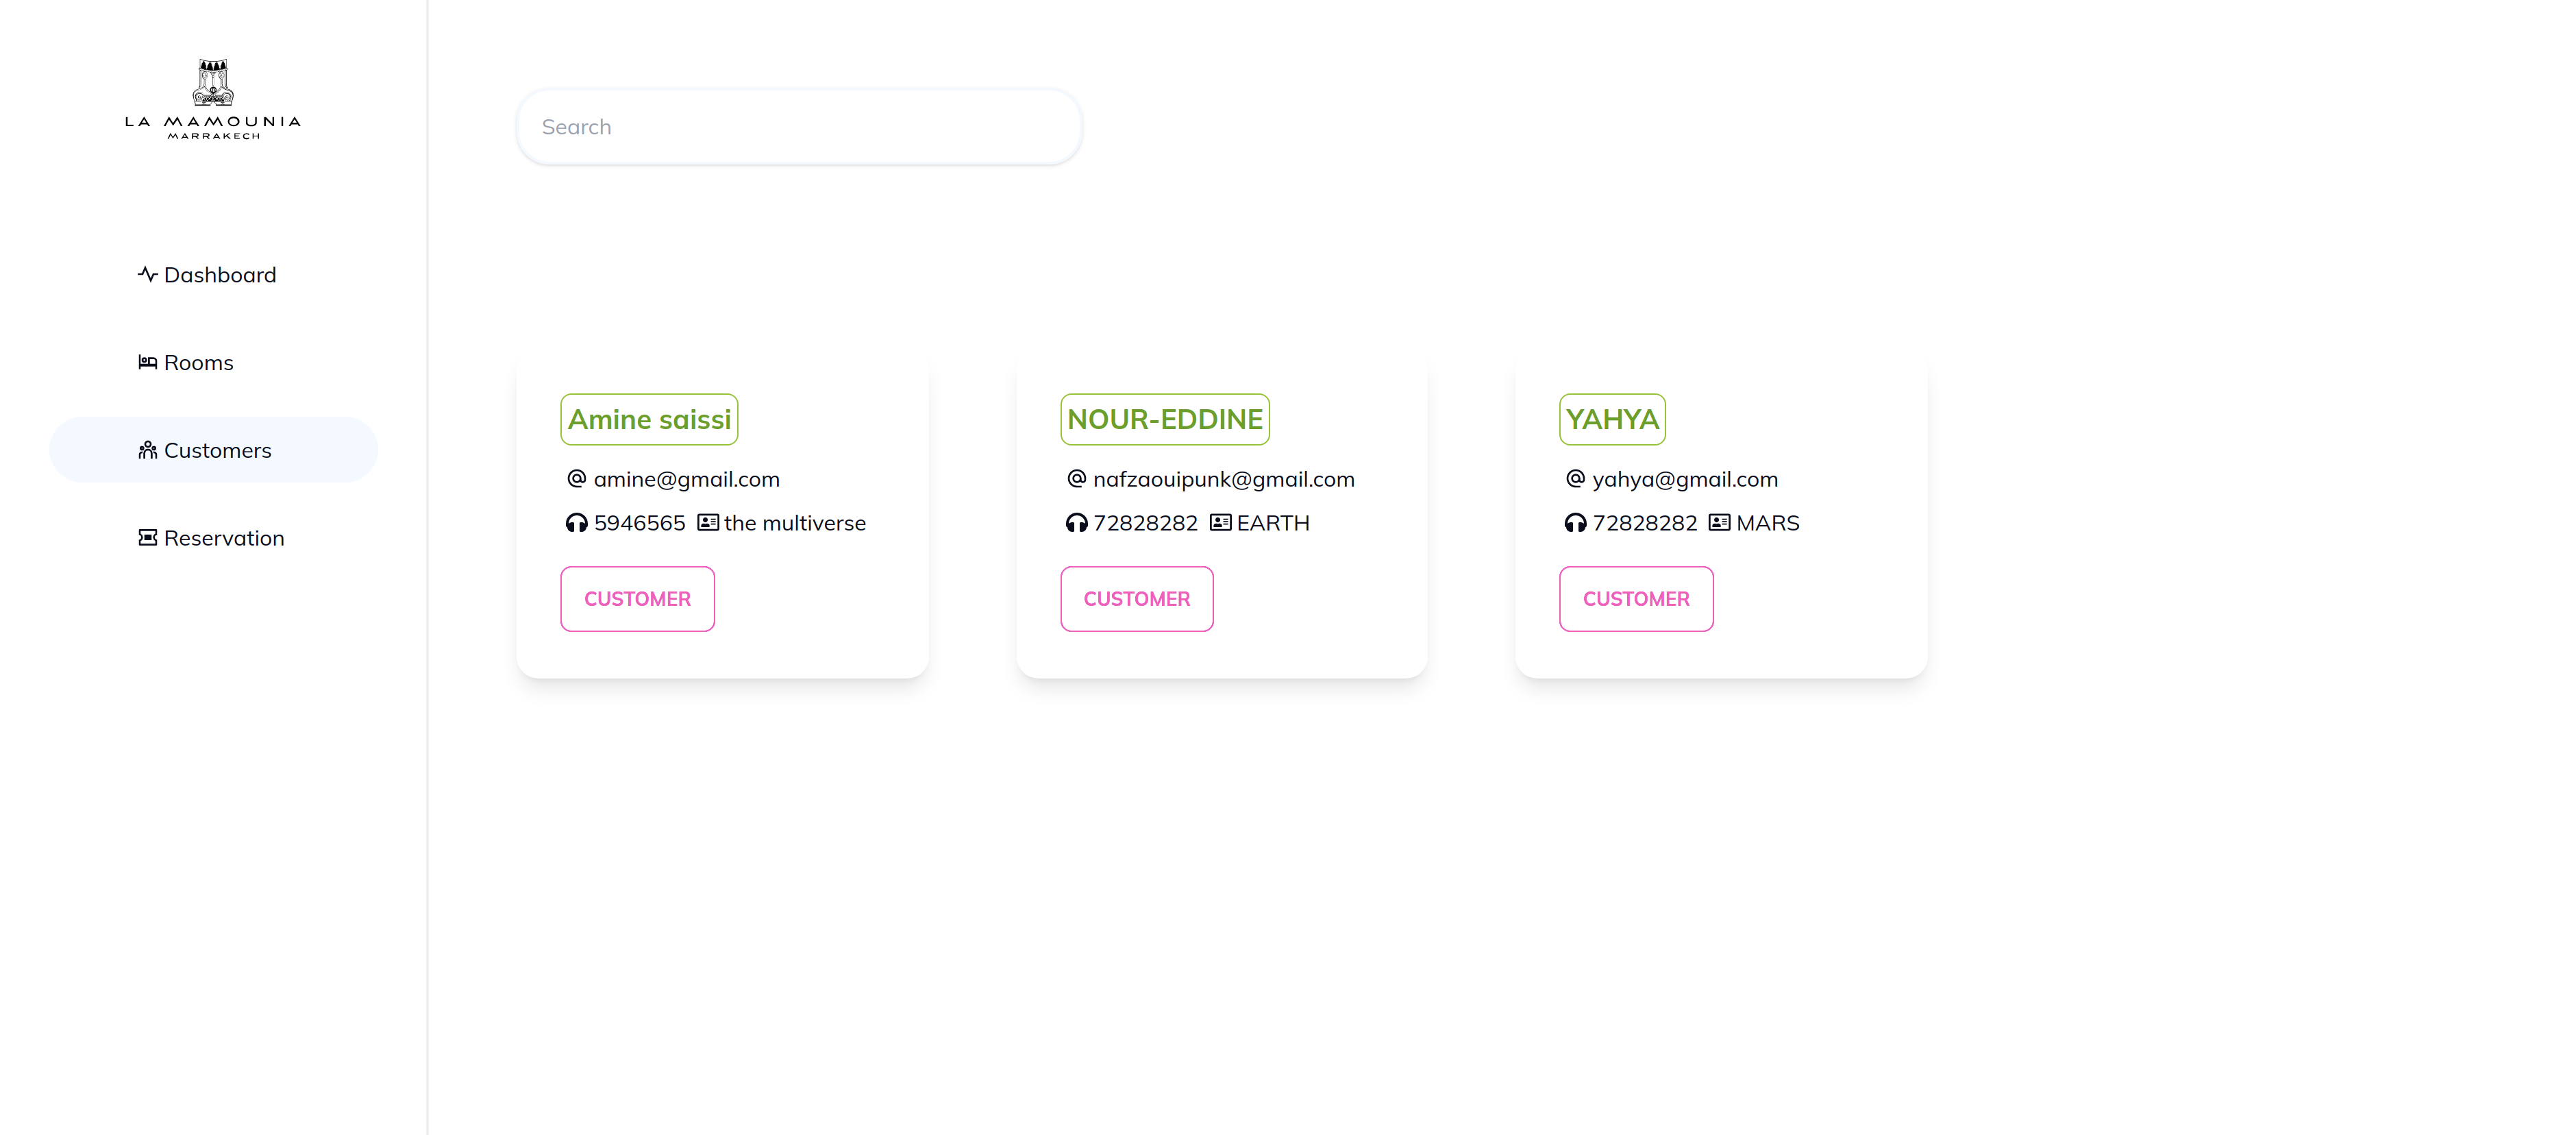 LA MAMOUNIA
MARRAKECH
Dashboard
Rooms
Customers
Reservation
Search
Amine saissi
amine@gmail.com
5946565 the multiverse
CUSTOMER
NOUR-EDDINE
nafzaouipunk@gmail.com
72828282 EARTH
CUSTOMER
YAHYA
yahya@gmail.com
72828282 MARS
CUSTOMER